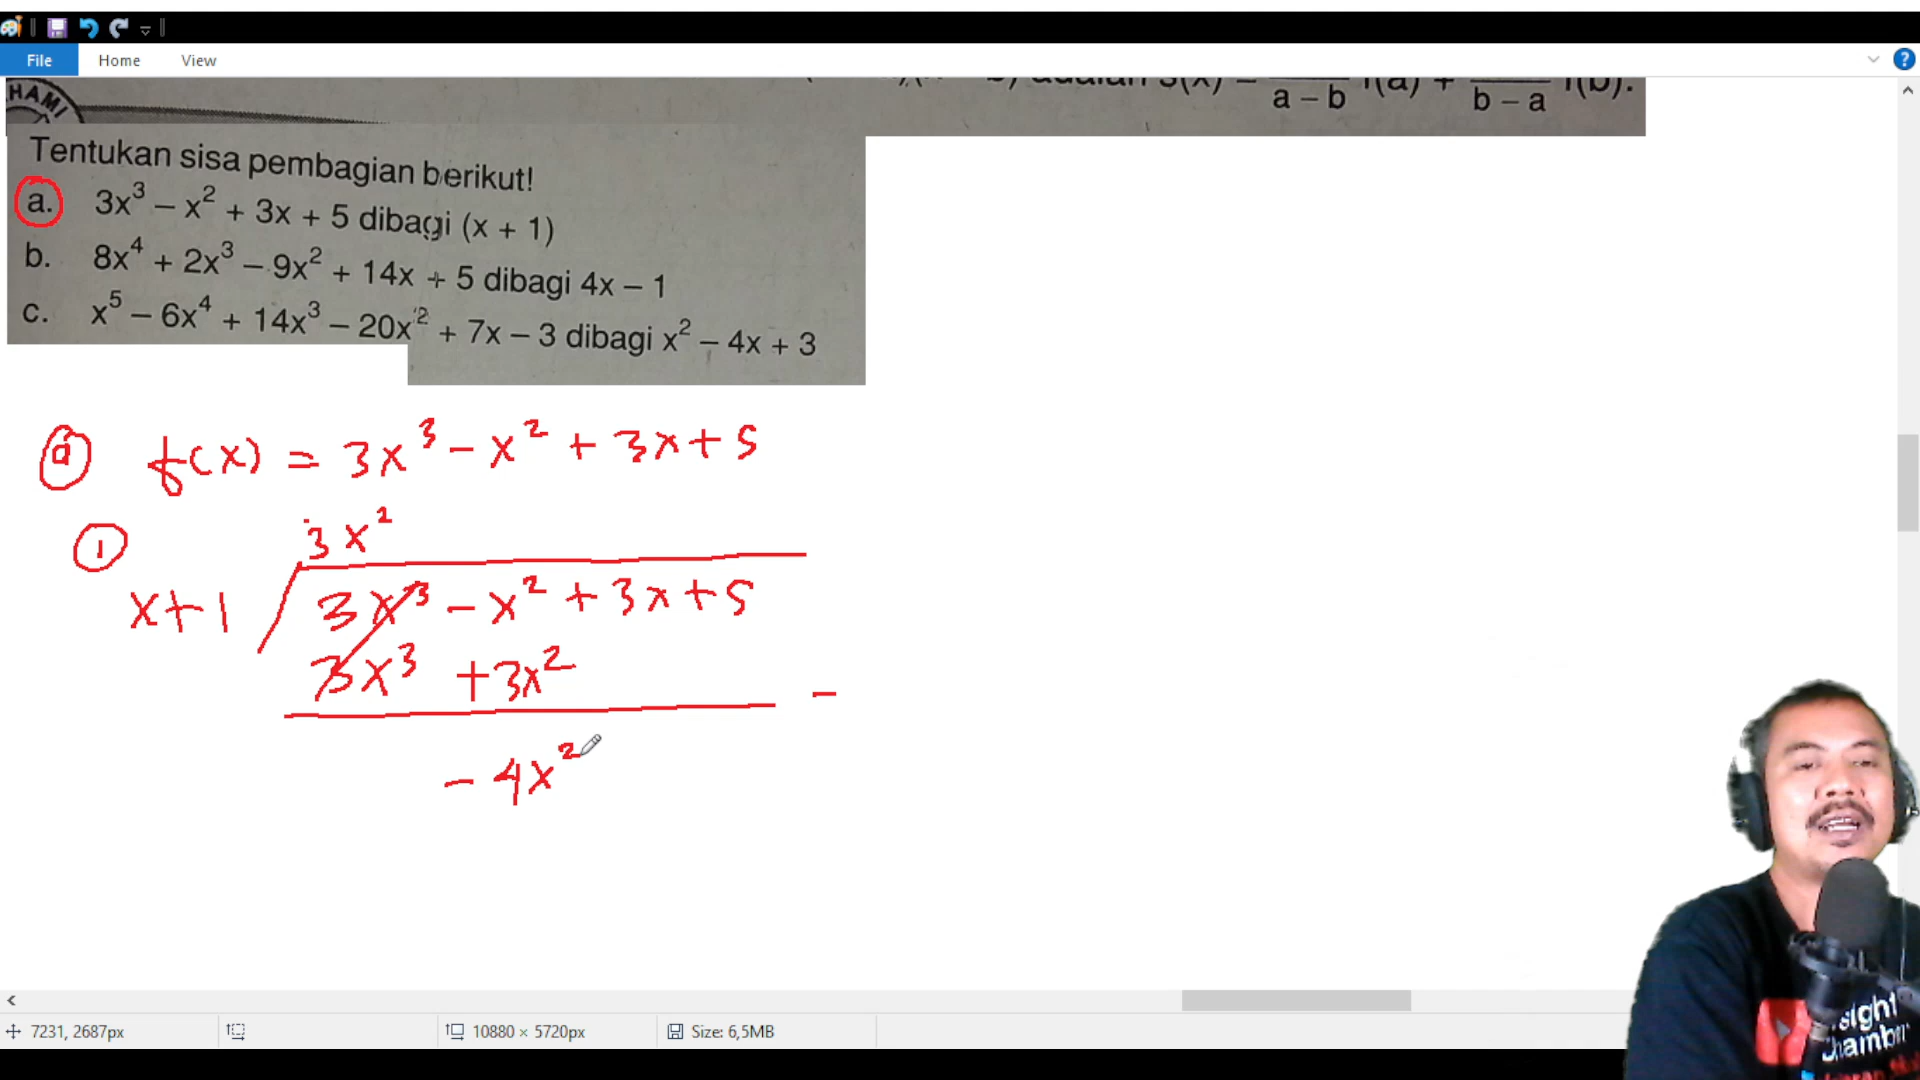 File Home View
adalah S(x) = f(a) + f(b).
a – b b – a
HAMI
Tentukan sisa pembagian berikut!
a. 3x³ – x² + 3x + 5 dibagi (x + 1)
b. 8x⁴ + 2x³ – 9x² + 14x + 5 dibagi 4x – 1
c. x⁵ – 6x⁴ + 14x³ – 20x² + 7x – 3 dibagi x² – 4x + 3
a f(x) = 3x³ – x² + 3x + 5
1 3x²
x+1 3x³ – x² + 3x + 5
3x³ + 3x² –
– 4x²
7231, 2687px 10880 × 5720px Size: 6,5MB